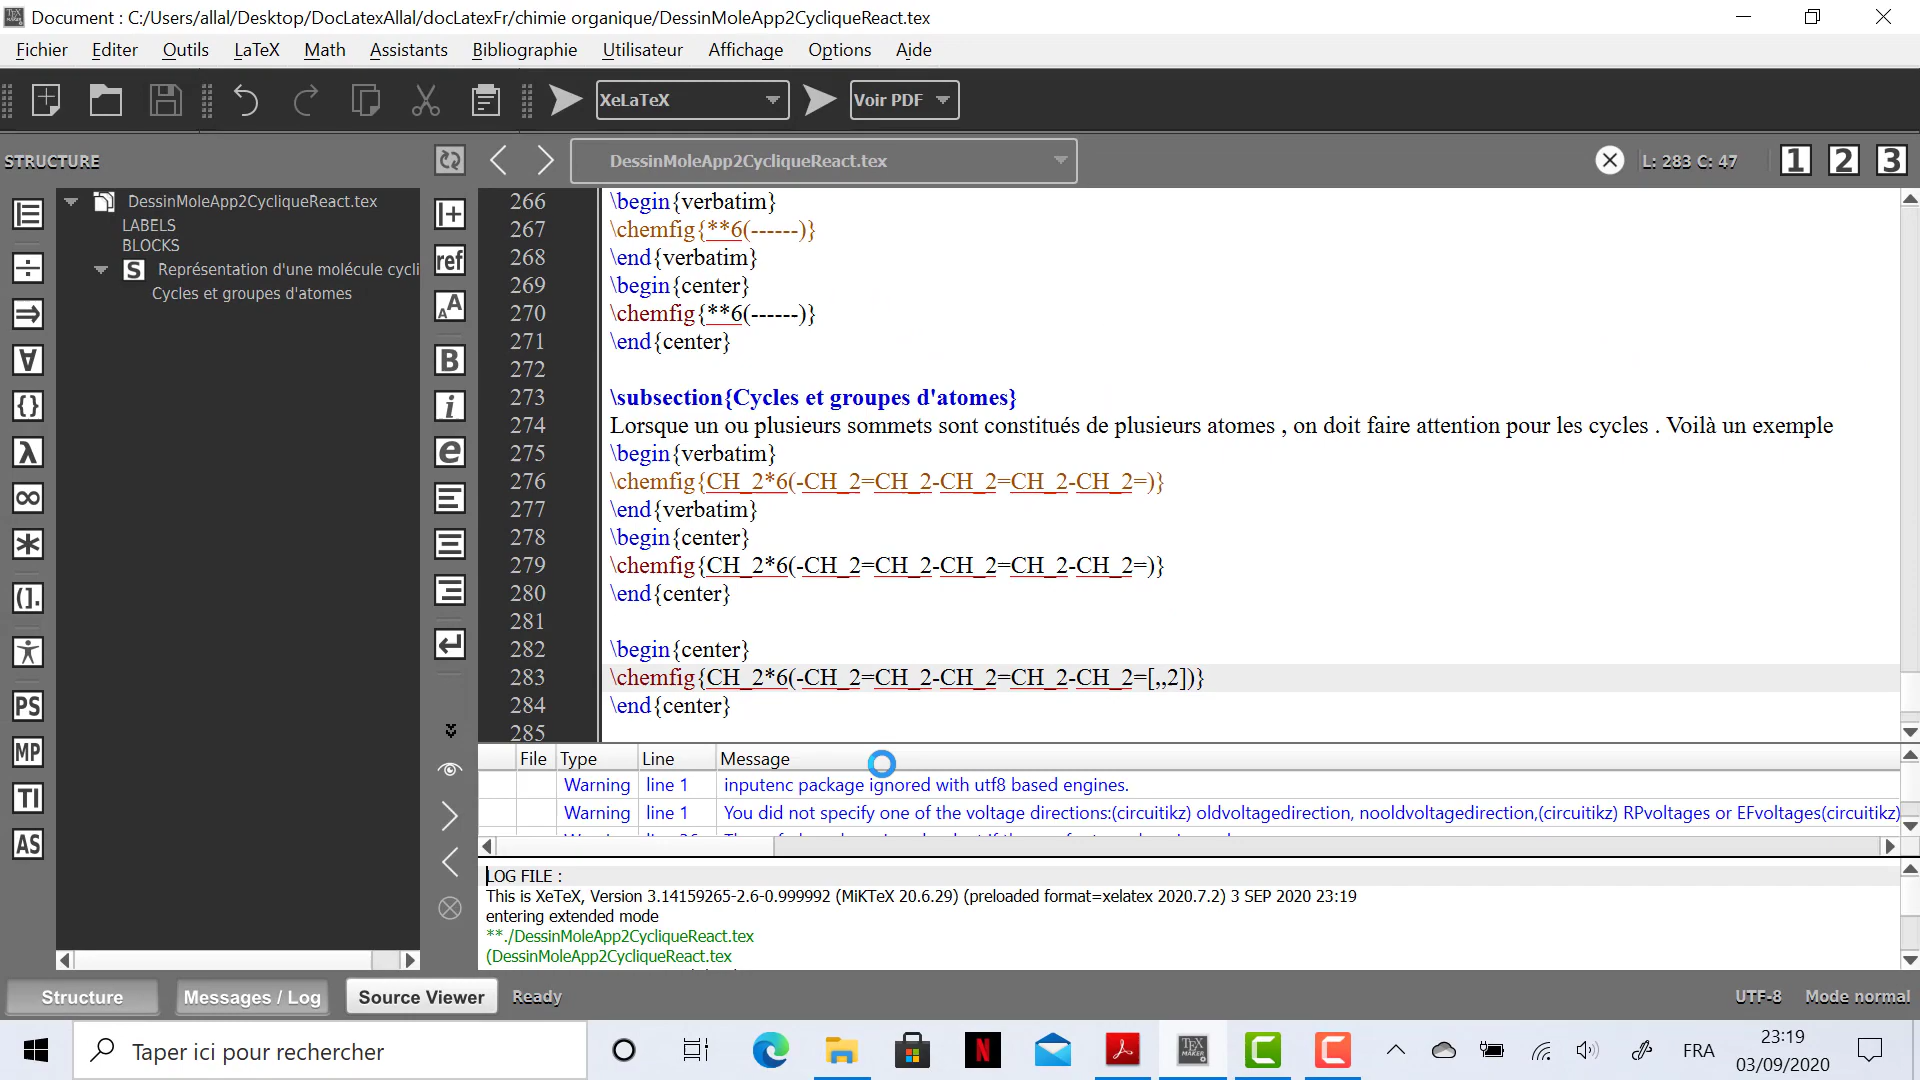 Document : C:/Users/allal/Desktop/DocLatexAllal/docLatexFr/chimie organique/DessinMoleApp2CycliqueReact.tex
Fichier Editer Outils LaTeX Math Assistants Bibliographie Utilisateur Affichage Options Aide
XeLaTeX Voir PDF
STRUCTURE DessinMoleApp2CycliqueReact.tex L: 283 C: 47 1 2 3
DessinMoleApp2CycliqueReact.tex
LABELS
BLOCKS
S Représentation d'une molécule cycli
Cycles et groupes d'atomes
ref
PS
MP
TI
AS
266 \begin{verbatim}
267 \chemfig{**6(------)}
268 \end{verbatim}
269 \begin{center}
270 \chemfig{**6(------)}
271 \end{center}
272
273 \subsection{Cycles et groupes d'atomes}
274 Lorsque un ou plusieurs sommets sont constitués de plusieurs atomes , on doit faire attention pour les cycles . Voilà un exemple
275 \begin{verbatim}
276 \chemfig{CH_2*6(-CH_2=CH_2-CH_2=CH_2-CH_2=)}
277 \end{verbatim}
278 \begin{center}
279 \chemfig{CH_2*6(-CH_2=CH_2-CH_2=CH_2-CH_2=)}
280 \end{center}
281
282 \begin{center}
283 \chemfig{CH_2*6(-CH_2=CH_2-CH_2=CH_2-CH_2=[,,2])}
284 \end{center}
285
File Type Line Message
Warning line 1 inputenc package ignored with utf8 based engines.
Warning line 1 You did not specify one of the voltage directions:(circuitikz) oldvoltagedirection, nooldvoltagedirection,(circuitikz) RPvoltages or EFvoltages(circuitikz)
LOG FILE :
This is XeTeX, Version 3.14159265-2.6-0.999992 (MiKTeX 20.6.29) (preloaded format=xelatex 2020.7.2) 3 SEP 2020 23:19
entering extended mode
**./DessinMoleApp2CycliqueReact.tex
(DessinMoleApp2CycliqueReact.tex
Structure Messages / Log Source Viewer Ready UTF-8 Mode normal
Taper ici pour rechercher FRA 23:19
03/09/2020